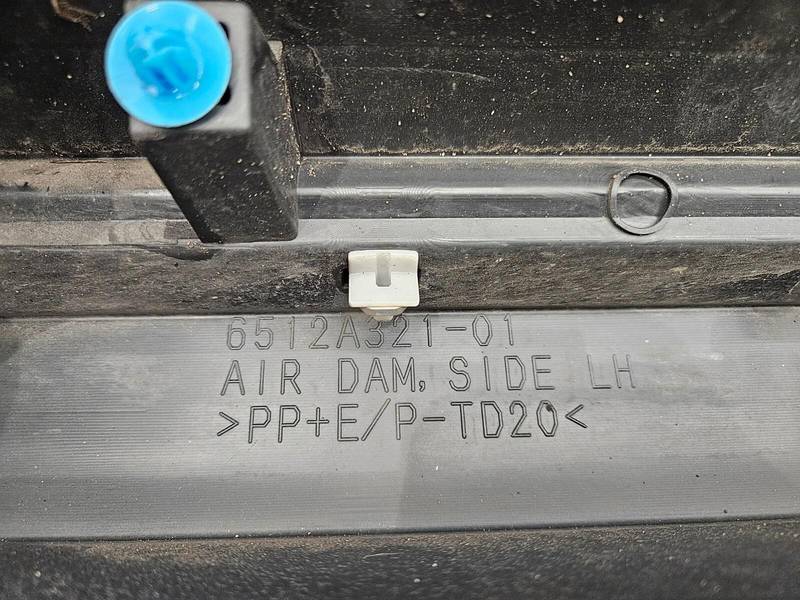 6512A321-01
AIR DAM, SIDE LH
>PP+E/P-TD20<